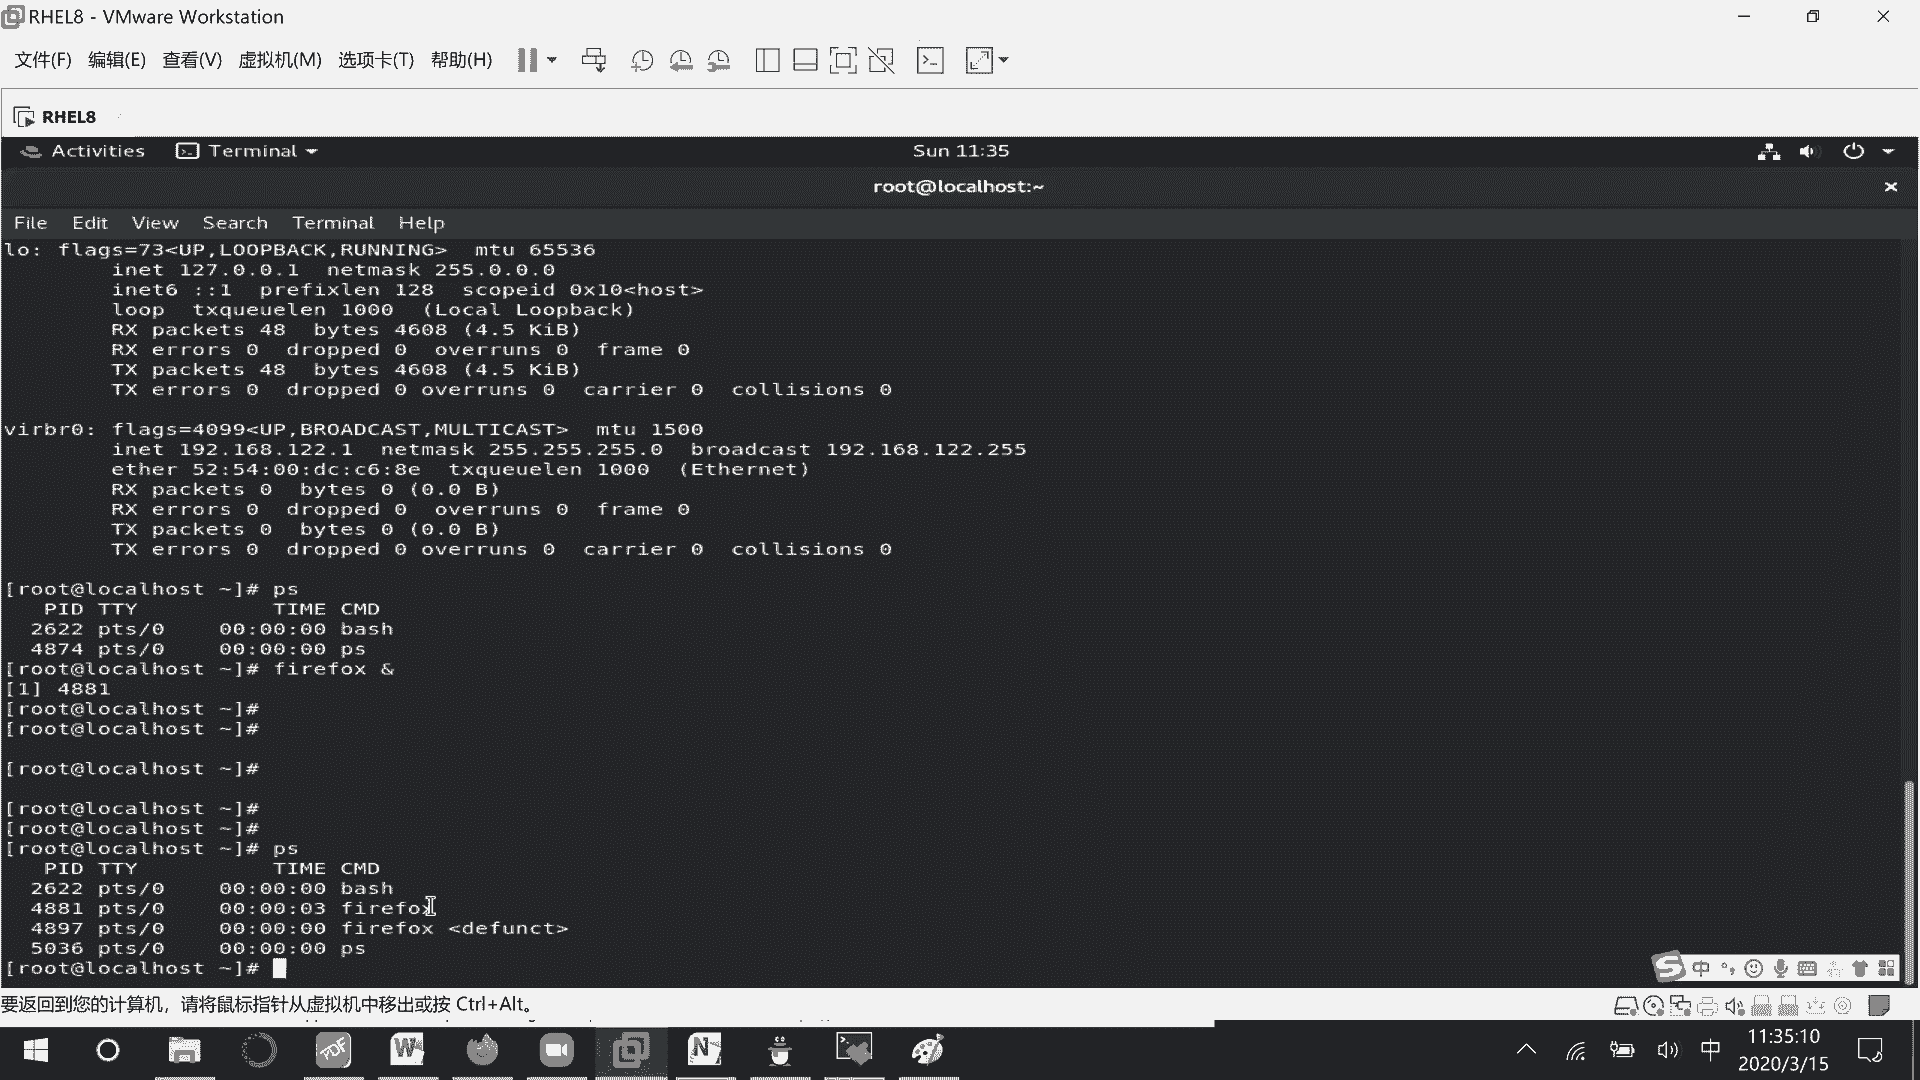 RHEL8 - VMware Workstation
文件(F) 编辑(E) 查看(V) 虚拟机(M) 选项卡(T) 帮助(H)
RHEL8
Activities Terminal Sun 11:35
root@localhost:~
File Edit View Search Terminal Help
lo: flags=73<UP,LOOPBACK,RUNNING>  mtu 65536
        inet 127.0.0.1  netmask 255.0.0.0
        inet6 ::1  prefixlen 128  scopeid 0x10<host>
        loop  txqueuelen 1000  (Local Loopback)
        RX packets 48  bytes 4608 (4.5 KiB)
        RX errors 0  dropped 0  overruns 0  frame 0
        TX packets 48  bytes 4608 (4.5 KiB)
        TX errors 0  dropped 0 overruns 0  carrier 0  collisions 0
virbr0: flags=4099<UP,BROADCAST,MULTICAST>  mtu 1500
        inet 192.168.122.1  netmask 255.255.255.0  broadcast 192.168.122.255
        ether 52:54:00:dc:c6:8e  txqueuelen 1000  (Ethernet)
        RX packets 0  bytes 0 (0.0 B)
        RX errors 0  dropped 0  overruns 0  frame 0
        TX packets 0  bytes 0 (0.0 B)
        TX errors 0  dropped 0 overruns 0  carrier 0  collisions 0
[root@localhost ~]# ps
   PID TTY          TIME CMD
  2622 pts/0    00:00:00 bash
  4874 pts/0    00:00:00 ps
[root@localhost ~]# firefox &
[1] 4881
[root@localhost ~]#
[root@localhost ~]#
[root@localhost ~]#
[root@localhost ~]#
[root@localhost ~]#
[root@localhost ~]# ps
   PID TTY          TIME CMD
  2622 pts/0    00:00:00 bash
  4881 pts/0    00:00:03 firefox
  4897 pts/0    00:00:00 firefox <defunct>
  5036 pts/0    00:00:00 ps
[root@localhost ~]#
中
要返回到您的计算机，请将鼠标指针从虚拟机中移出或按 Ctrl+Alt。
中 11:35:10
2020/3/15